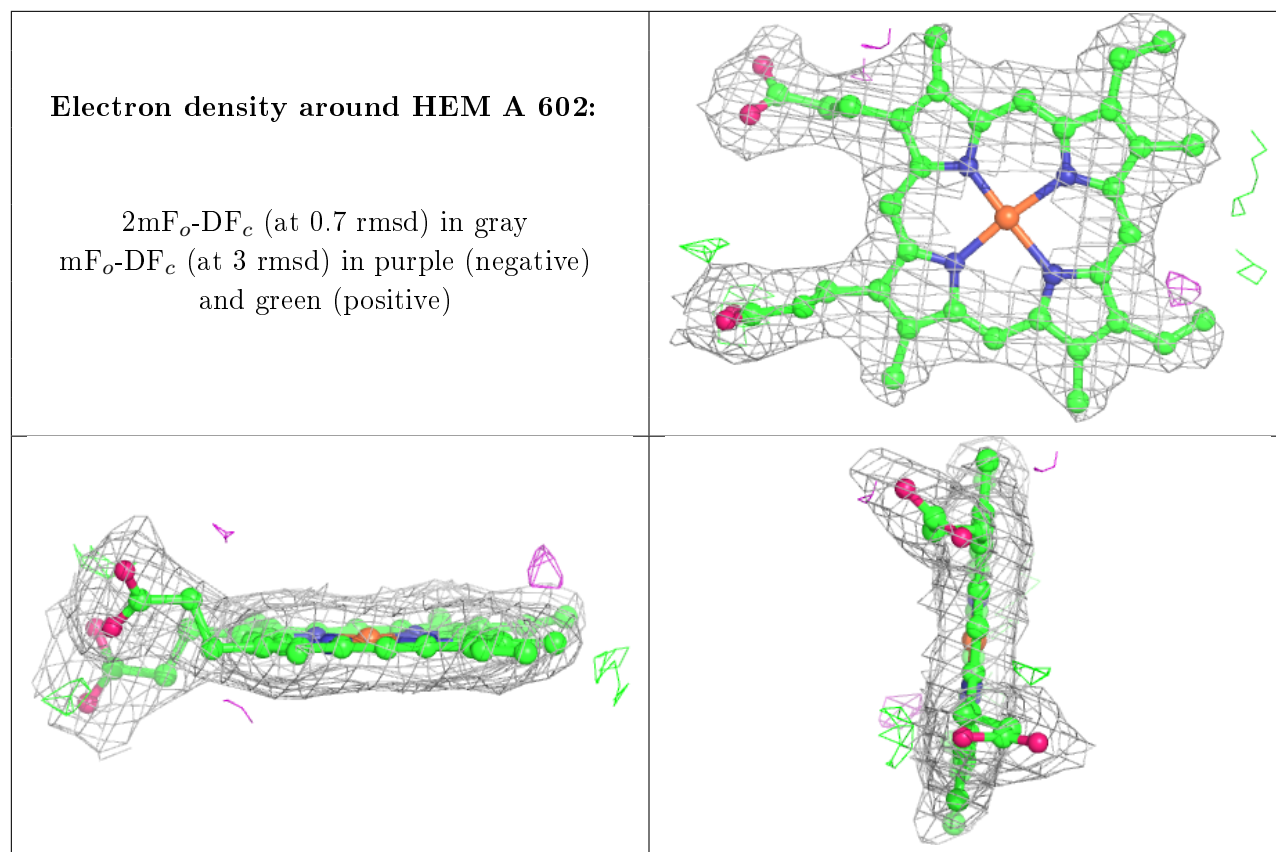 Electron density around HEM A 602:
2mFₒ-DF𝒸 (at 0.7 rmsd) in gray
mFₒ-DF𝒸 (at 3 rmsd) in purple (negative)
and green (positive)